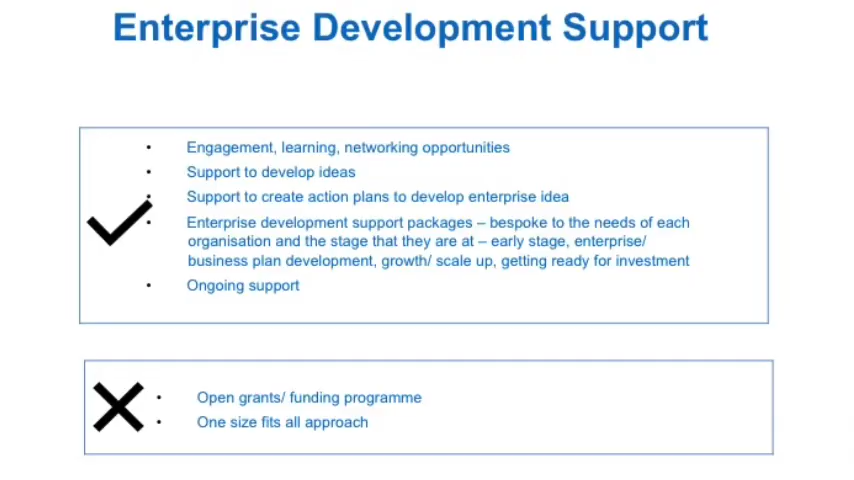 Enterprise Development Support
• Engagement, learning, networking opportunities
• Support to develop ideas
• Support to create action plans to develop enterprise idea
• Enterprise development support packages – bespoke to the needs of each
organisation and the stage that they are at – early stage, enterprise/
business plan development, growth/ scale up, getting ready for investment
• Ongoing support
• Open grants/ funding programme
• One size fits all approach